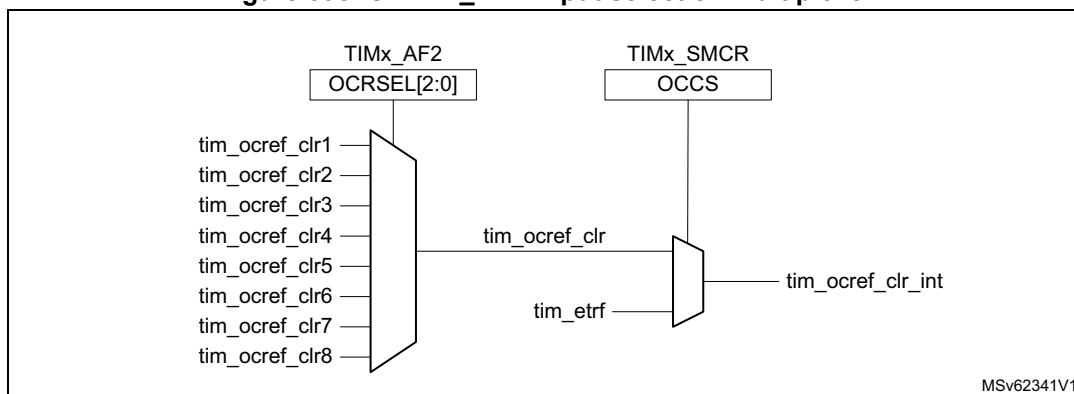 TIMx_AF2
TIMx_SMCR
OCRSEL[2:0]
OCCS
tim_ocref_clr1
tim_ocref_clr2
tim_ocref_clr3
tim_ocref_clr4
tim_ocref_clr5
tim_ocref_clr6
tim_ocref_clr7
tim_ocref_clr8
tim_ocref_clr
tim_etrf
tim_ocref_clr_int
MSv62341V1